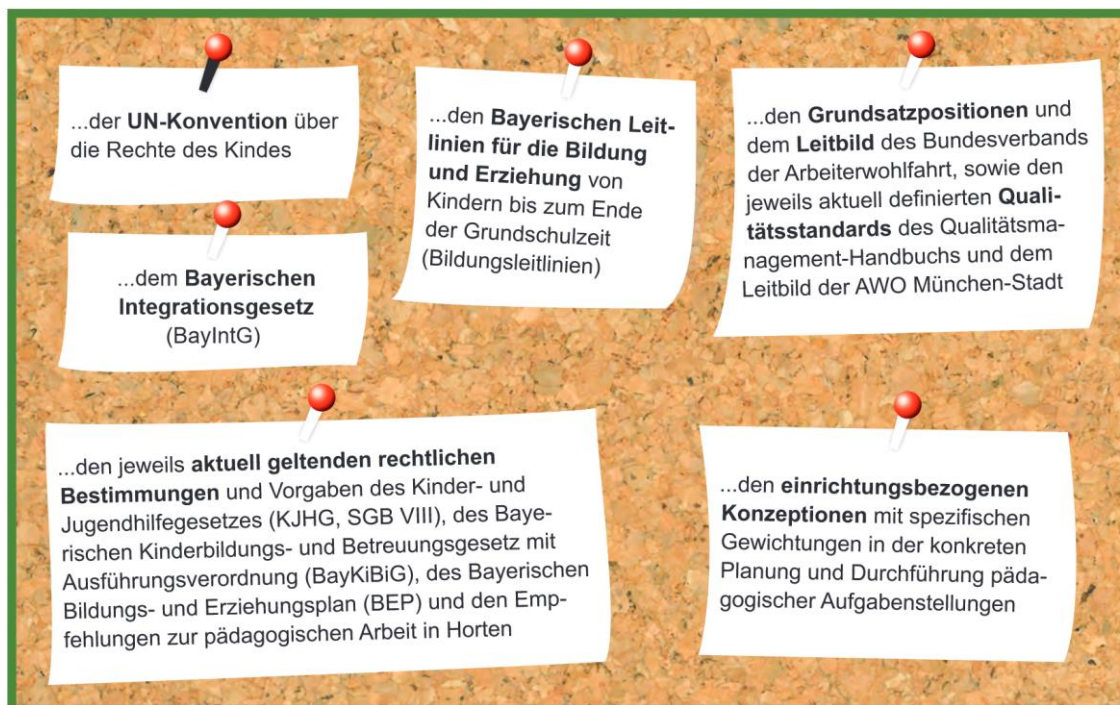 ...der UN-Konvention über
die Rechte des Kindes
...den Bayerischen Leit-
linien für die Bildung
und Erziehung von
Kindern bis zum Ende
der Grundschulzeit
(Bildungsleitlinien)
...den Grundsatzpositionen und
dem Leitbild des Bundesverbands
der Arbeiterwohlfahrt, sowie den
jeweils aktuell definierten Quali-
tätsstandards des Qualitätsma-
nagement-Handbuchs und dem
Leitbild der AWO München-Stadt
...dem Bayerischen
Integrationsgesetz
(BayIntG)
...den jeweils aktuell geltenden rechtlichen
Bestimmungen und Vorgaben des Kinder- und
Jugendhilfegesetzes (KJHG, SGB VIII), des Baye-
rischen Kinderbildungs- und Betreuungsgesetz mit
Ausführungsverordnung (BayKiBiG), des Bayerischen
Bildungs- und Erziehungsplan (BEP) und den Emp-
fehlungen zur pädagogischen Arbeit in Horten
...den einrichtungsbezogenen
Konzeptionen mit spezifischen
Gewichtungen in der konkreten
Planung und Durchführung päda-
gogischer Aufgabenstellungen